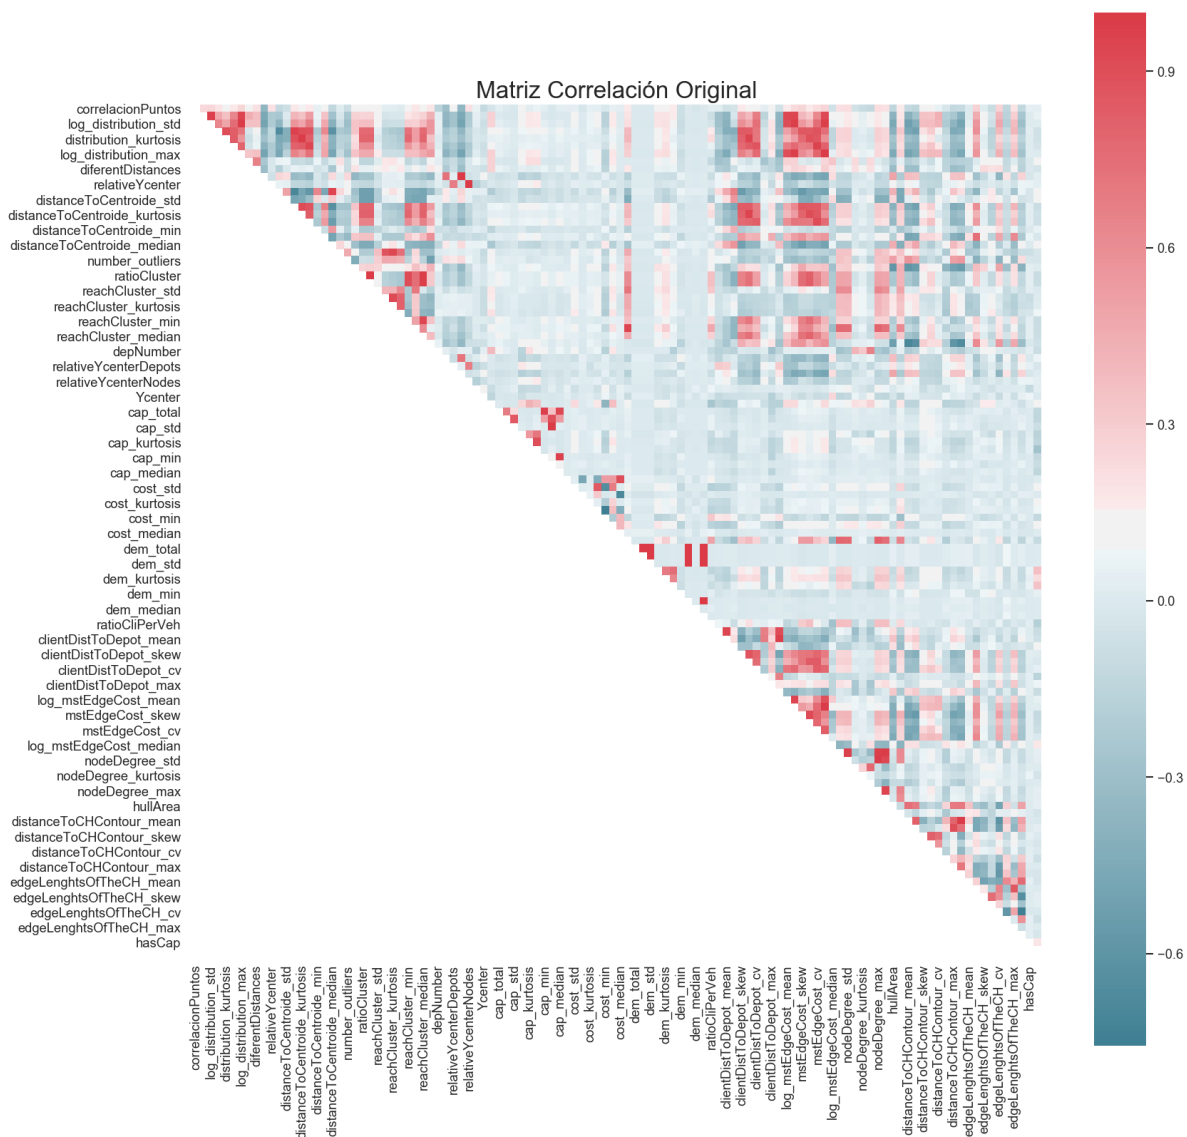 Matriz Correlación Original
correlacionPuntos
log_distribution_std
distribution_kurtosis
log_distribution_max
diferentDistances
relativeYcenter
distanceToCentroide_std
distanceToCentroide_kurtosis
distanceToCentroide_min
distanceToCentroide_median
number_outliers
ratioCluster
reachCluster_std
reachCluster_kurtosis
reachCluster_min
reachCluster_median
depNumber
relativeYcenterDepots
relativeYcenterNodes
Ycenter
cap_total
cap_std
cap_kurtosis
cap_min
cap_median
cost_std
cost_kurtosis
cost_min
cost_median
dem_total
dem_std
dem_kurtosis
dem_min
dem_median
ratioCliPerVeh
clientDistToDepot_mean
clientDistToDepot_skew
clientDistToDepot_cv
clientDistToDepot_max
log_mstEdgeCost_mean
mstEdgeCost_skew
mstEdgeCost_cv
log_mstEdgeCost_median
nodeDegree_std
nodeDegree_kurtosis
nodeDegree_max
hullArea
distanceToCHContour_mean
distanceToCHContour_skew
distanceToCHContour_cv
distanceToCHContour_max
edgeLenghtsOfTheCH_mean
edgeLenghtsOfTheCH_skew
edgeLenghtsOfTheCH_cv
edgeLenghtsOfTheCH_max
hasCap
correlacionPuntos
log_distribution_std
distribution_kurtosis
log_distribution_max
diferentDistances
relativeYcenter
distanceToCentroide_std
distanceToCentroide_kurtosis
distanceToCentroide_min
distanceToCentroide_median
number_outliers
ratioCluster
reachCluster_std
reachCluster_kurtosis
reachCluster_min
reachCluster_median
depNumber
relativeYcenterDepots
relativeYcenterNodes
Ycenter
cap_total
cap_std
cap_kurtosis
cap_min
cap_median
cost_std
cost_kurtosis
cost_min
cost_median
dem_total
dem_std
dem_kurtosis
dem_min
dem_median
ratioCliPerVeh
clientDistToDepot_mean
clientDistToDepot_skew
clientDistToDepot_cv
clientDistToDepot_max
log_mstEdgeCost_mean
mstEdgeCost_skew
mstEdgeCost_cv
log_mstEdgeCost_median
nodeDegree_std
nodeDegree_kurtosis
nodeDegree_max
hullArea
distanceToCHContour_mean
distanceToCHContour_skew
distanceToCHContour_cv
distanceToCHContour_max
edgeLenghtsOfTheCH_mean
edgeLenghtsOfTheCH_skew
edgeLenghtsOfTheCH_cv
edgeLenghtsOfTheCH_max
hasCap
0.9
0.6
0.3
0.0
−0.3
−0.6